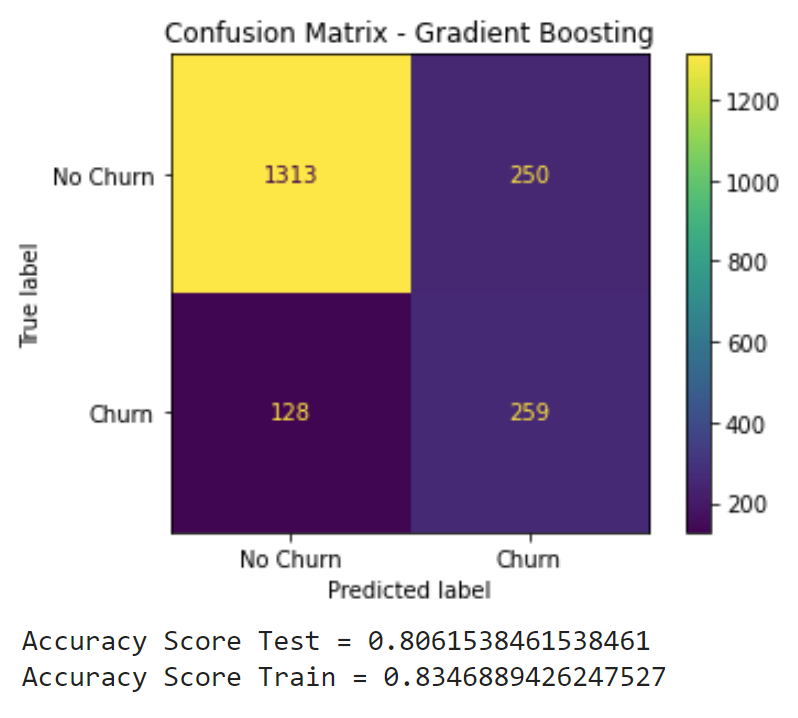 Confusion Matrix - Gradient Boosting
1200
No Churn
1313
250
1000
800
True label
600
Churn
128
259
400
200
No Churn
Churn
Predicted label
Accuracy Score Test = 0.8061538461538461
Accuracy Score Train = 0.8346889426247527